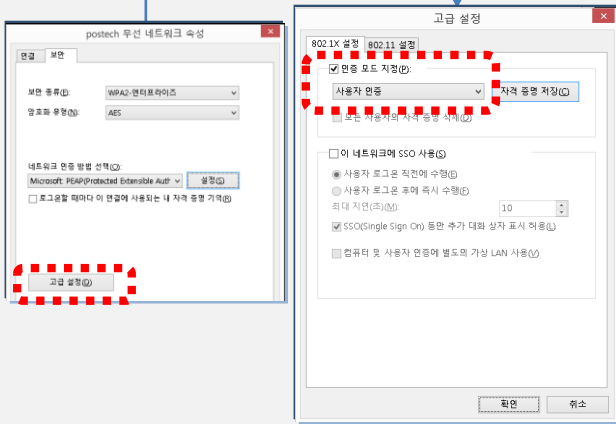 postech 무선 네트워크 속성
연결 보안
보안 종류(E): WPA2-엔터프라이즈
암호화 유형(N): AES
네트워크 인증 방법 선택(O):
Microsoft: PEAP(Protected Extensible Auth 설정(S)
로그온할 때마다 이 연결에 사용되는 내 자격 증명 기억(R)
고급 설정(D)
고급 설정
802.1X 설정 802.11 설정
인증 모드 지정(P):
사용자 인증 자격 증명 저장(C)
모든 사용자의 자격 증명 삭제(D)
이 네트워크에 SSO 사용(S)
사용자 로그온 직전에 수행(E)
사용자 로그온 후에 즉시 수행(F)
최대 지연(초)(M): 10
SSO(Single Sign On) 동안 추가 대화 상자 표시 허용(L)
컴퓨터 및 사용자 인증에 별도의 가상 LAN 사용(V)
확인 취소